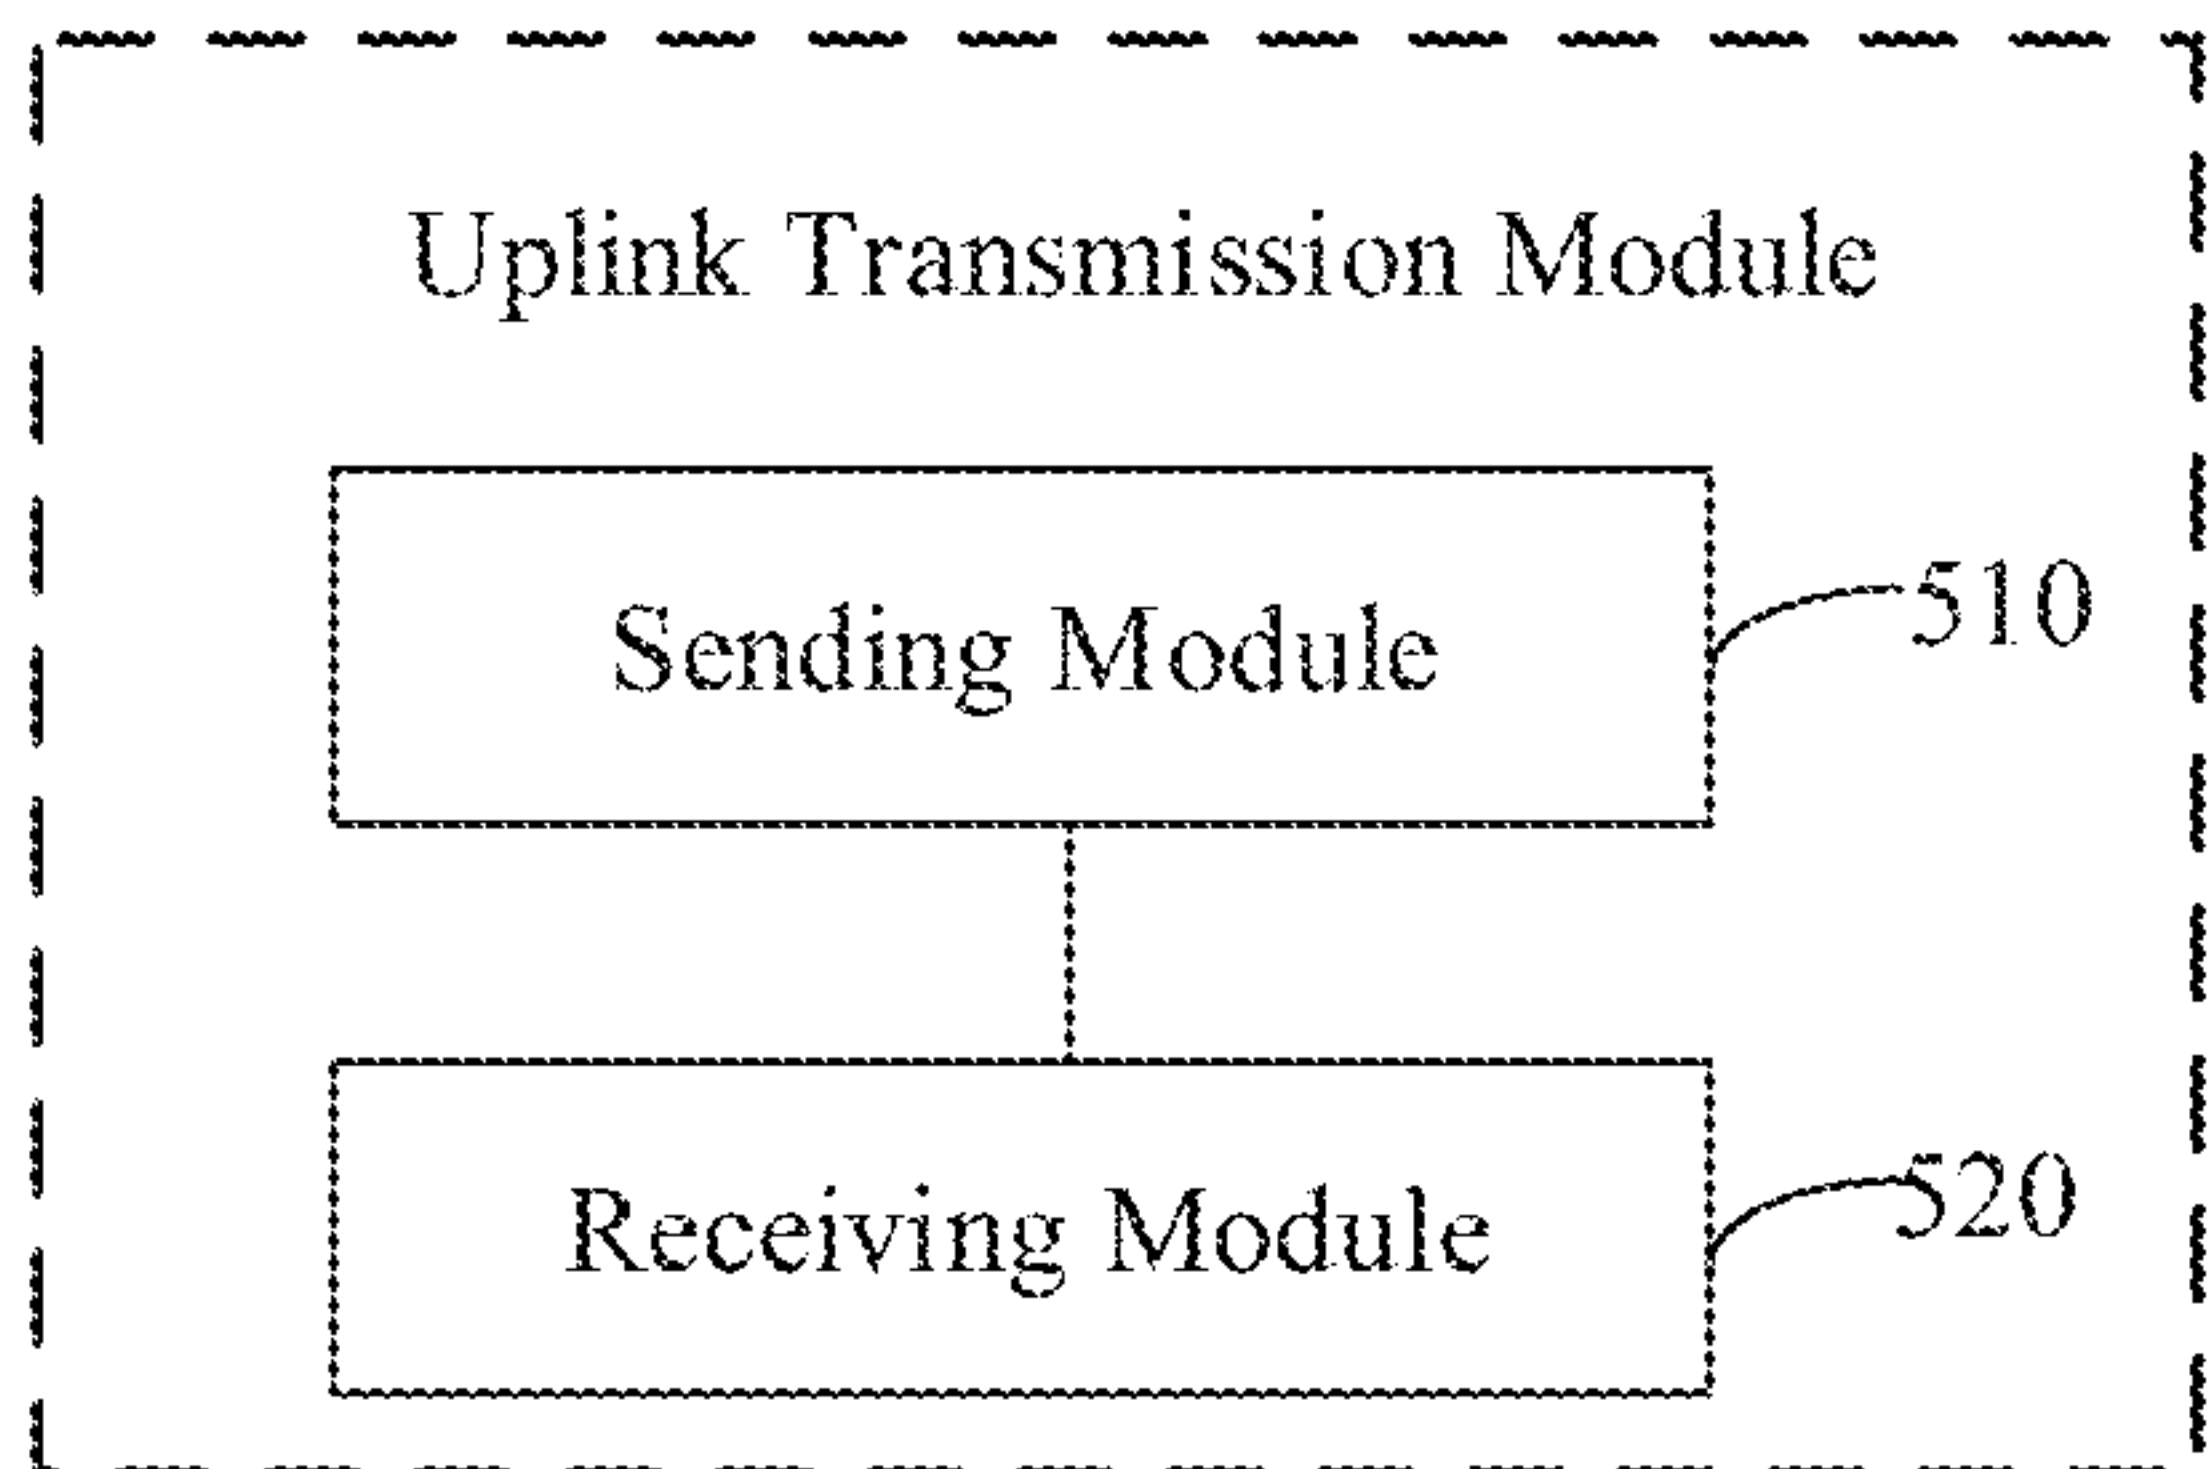 Uplink Transmission Module
Sending Module
510
Receiving Module
520